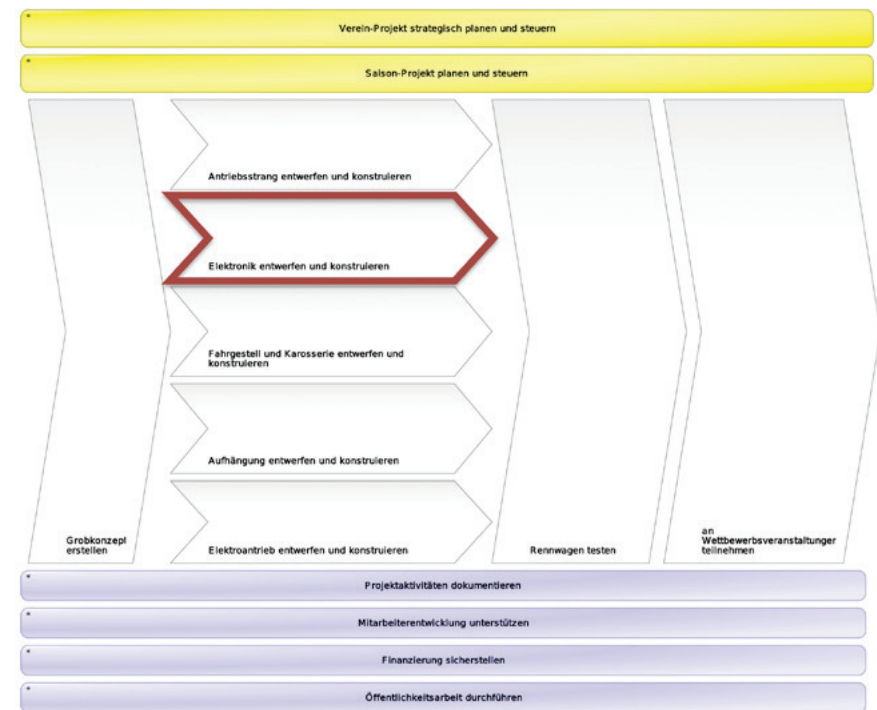 Verein-Projekt strategisch planen und steuern
Saison-Projekt planen und steuern
Antriebsstrang entwerfen und konstruieren
Elektronik entwerfen und konstruieren
Fahrgestell und Karosserie entwerfen und
konstruieren
Aufhängung entwerfen und konstruieren
Grobkonzept
erstellen
Elektroantrieb entwerfen und konstruieren
Rennwagen testen
an
Wettbewerbsveranstaltunger
teilnehmen
Projektaktivitäten dokumentieren
Mitarbeiterentwicklung unterstützen
Finanzierung sicherstellen
Öffentlichkeitsarbeit durchführen